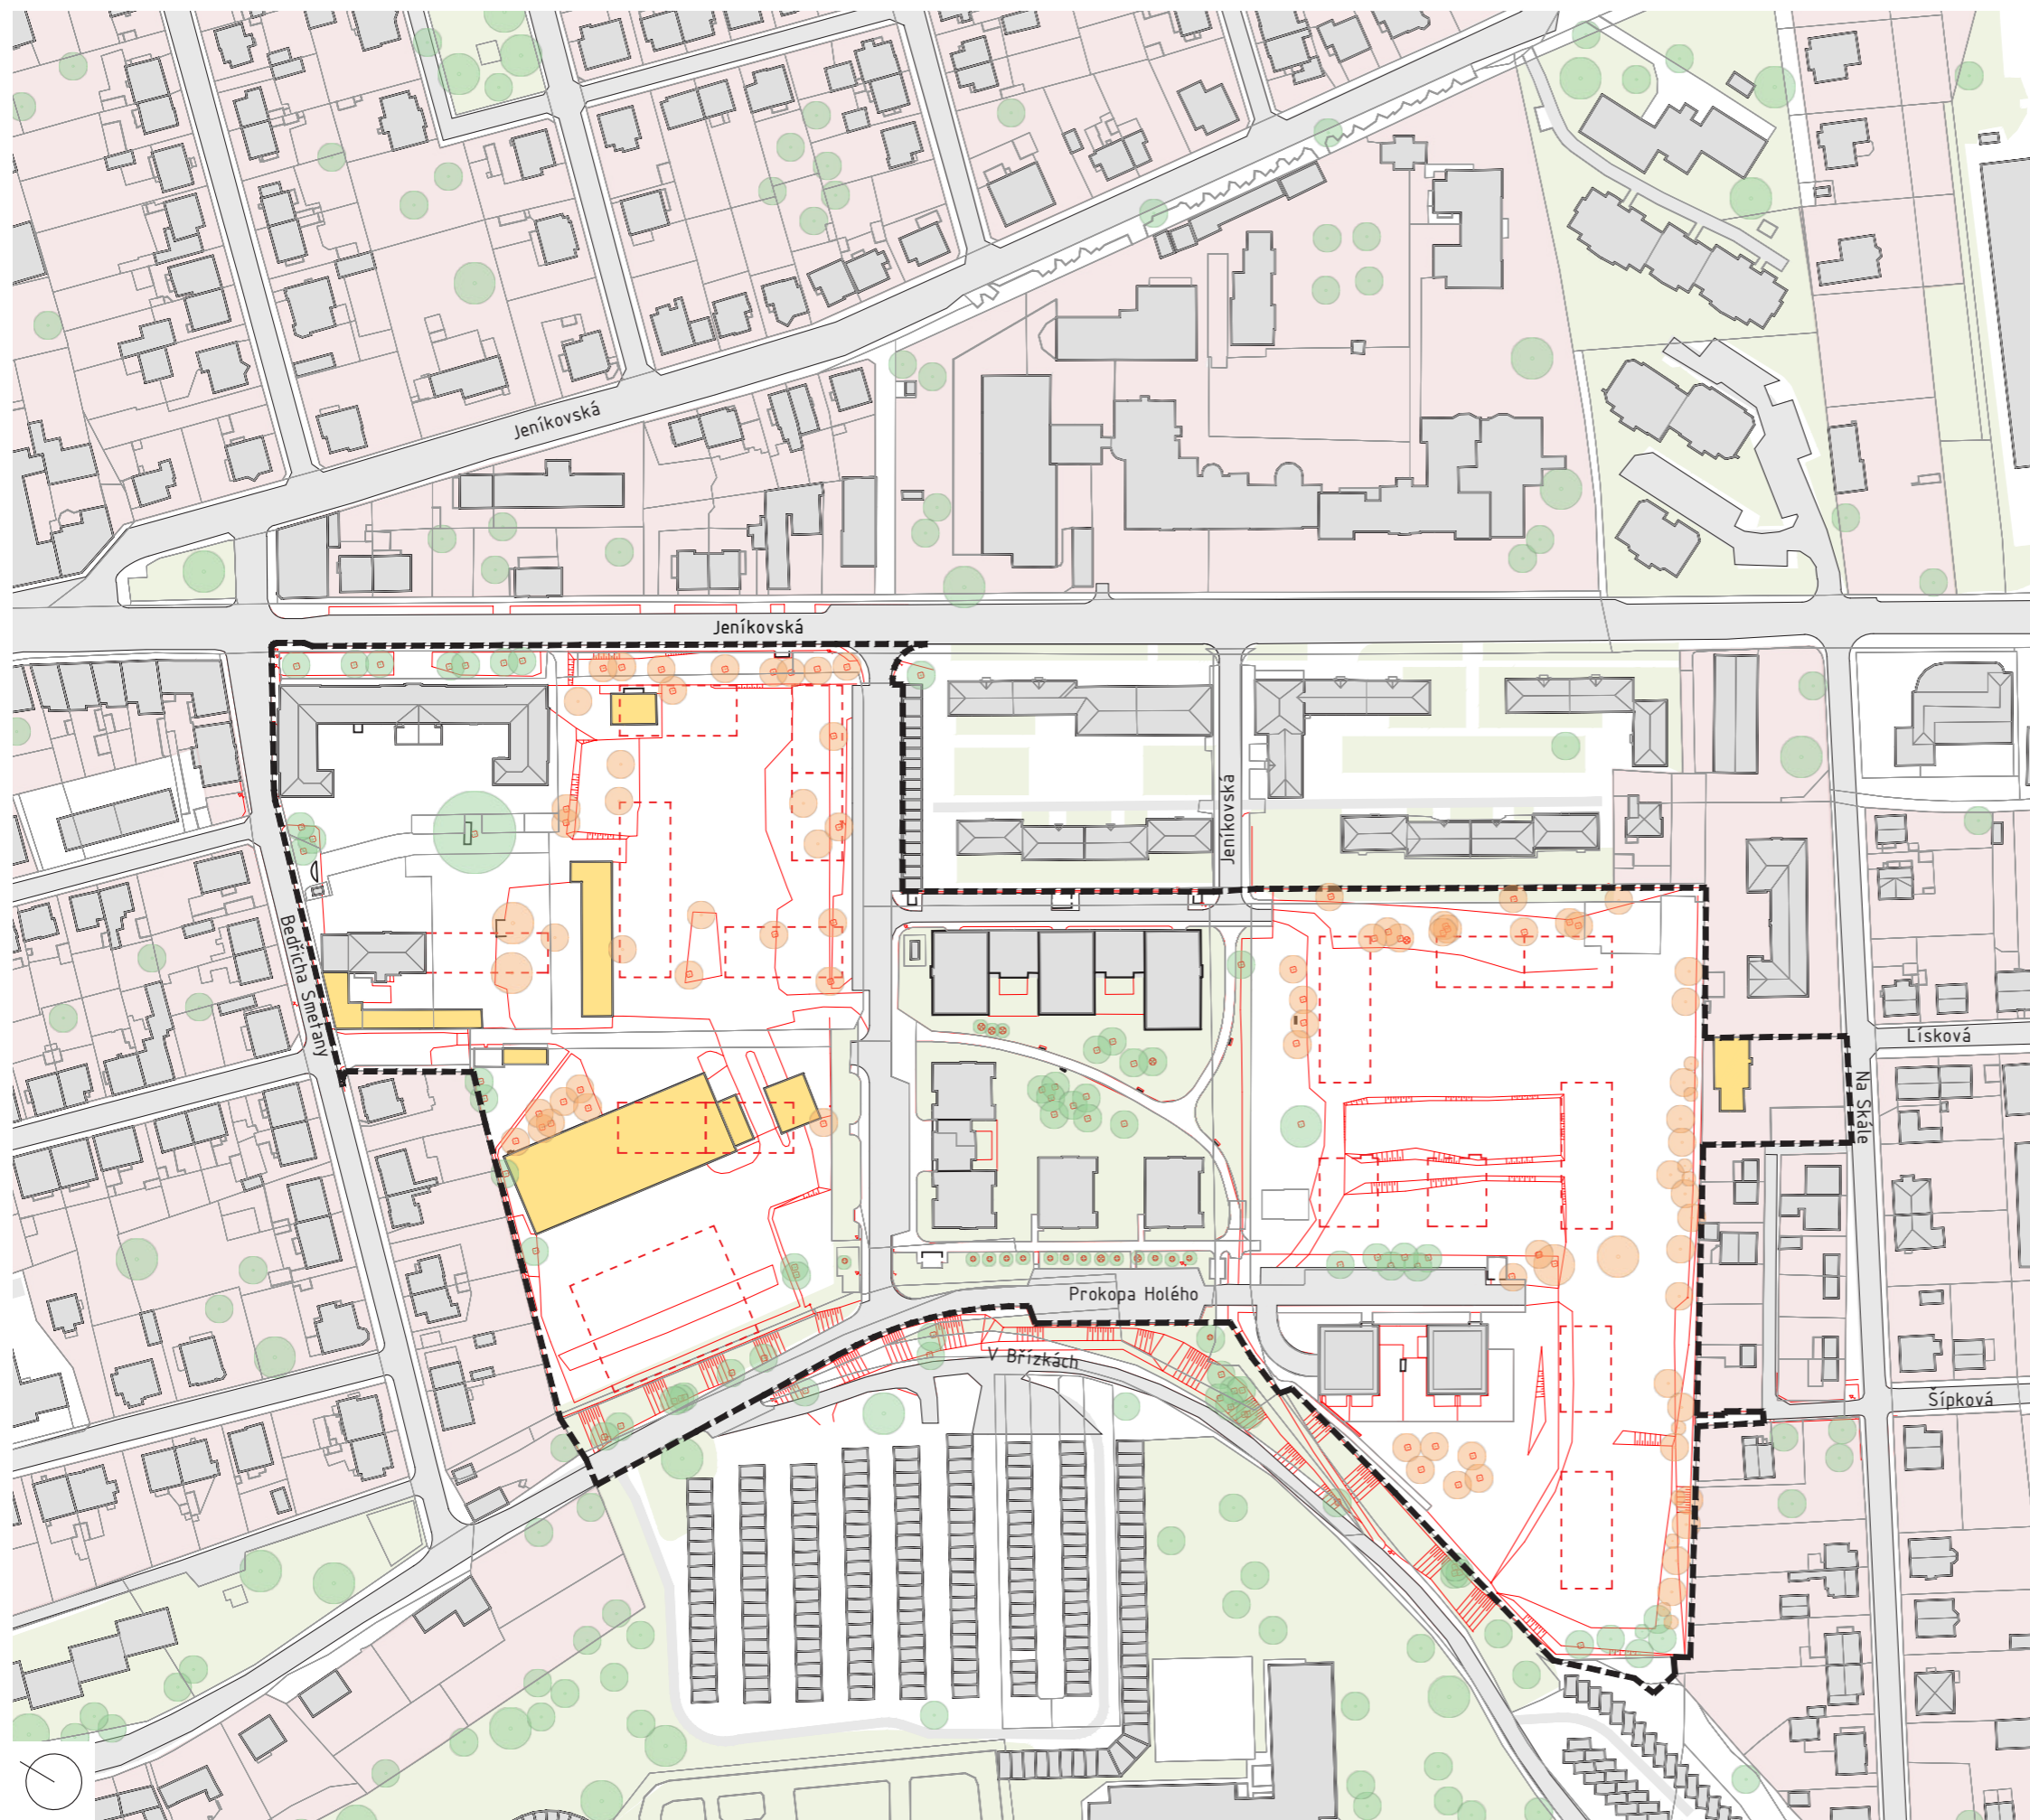 Jeníkovská
Jeníkovská
Jeníkovská
Bedřicha Smetany
Lísková
Na Skále
Prokopa Holého
V Břízkách
Šípková